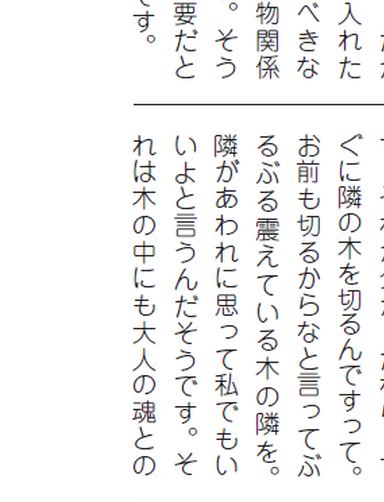 入れた
べきな
物関係
。そう
要だと
です。
ぐに隣の木を切るんですって。
お前も切るからなと言ってぶ
るぶる震えている木の隣を。
隣があわれに思って私でもい
いよと言うんだそうです。そ
れは木の中にも大人の魂との